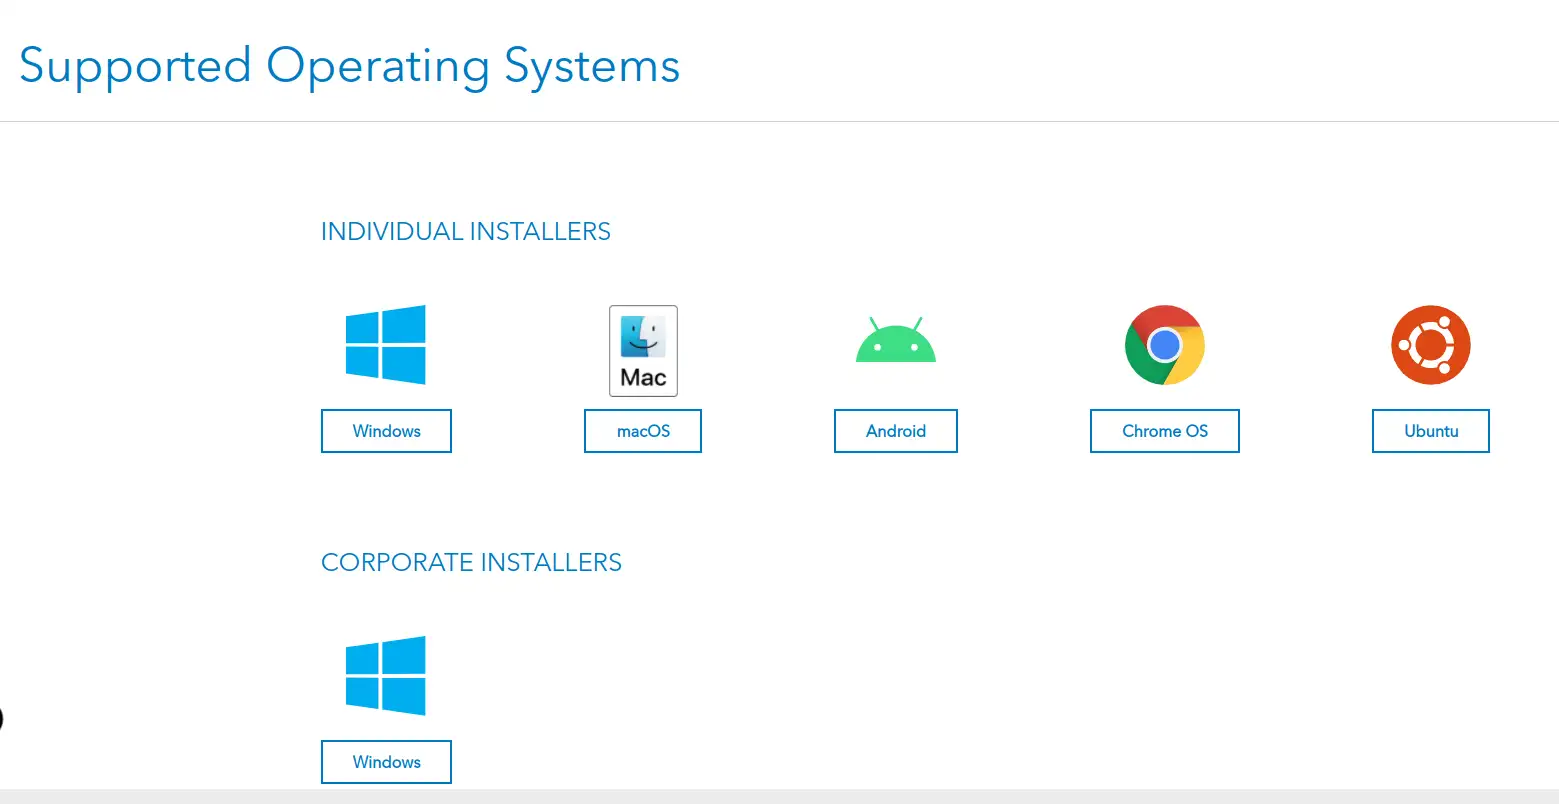 Supported Operating Systems
INDIVIDUAL INSTALLERS
Mac
Windows macOS Android Chrome OS Ubuntu
CORPORATE INSTALLERS
Windows